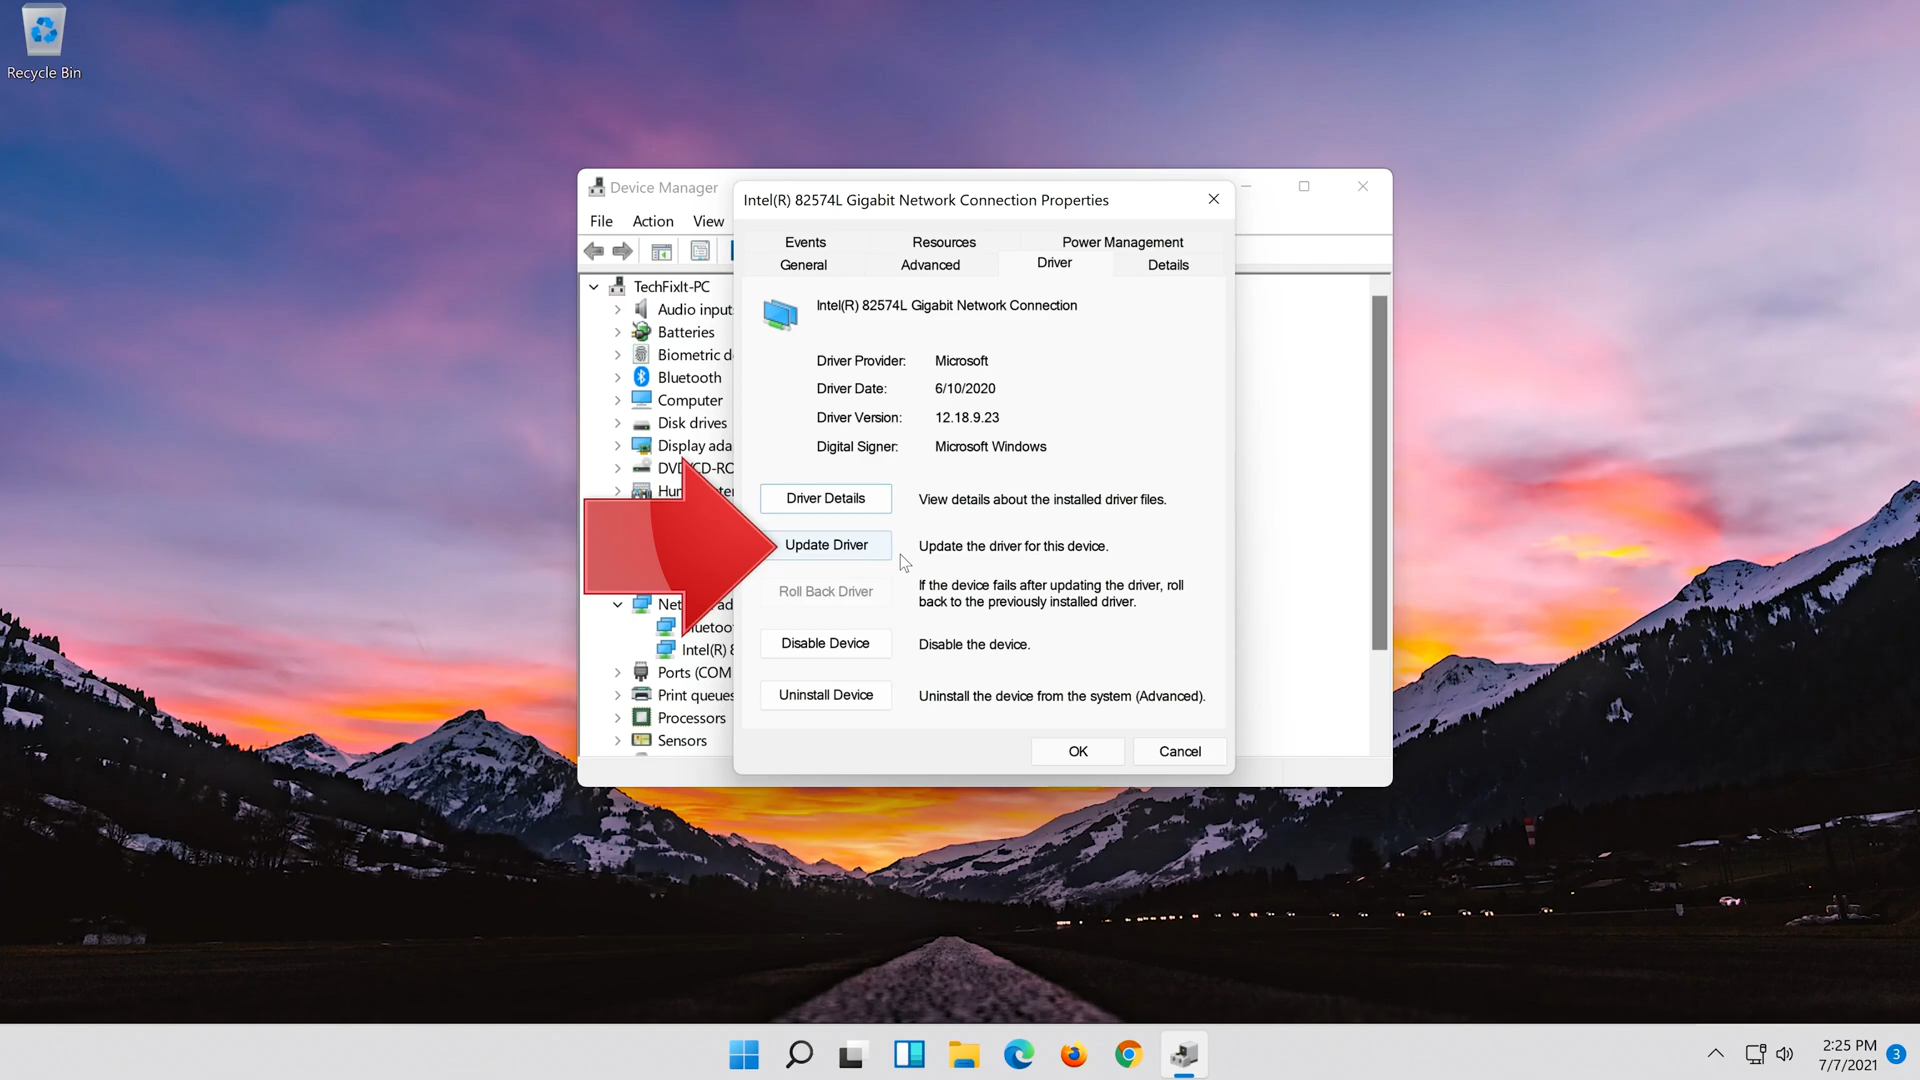 Recycle Bin
Device Manager
File Action View
TechFixIt-PC
Audio input
Batteries
Biometric d
Bluetooth
Computer
Disk drives
Display ada
DVD/CD-RO
Hum
Net
ad
Intel(R) 8
Ports (COM
Print queues
Processors
Sensors
Intel(R) 82574L Gigabit Network Connection Properties
Events Resources Power Management
General Advanced Driver Details
Intel(R) 82574L Gigabit Network Connection
Driver Provider: Microsoft
Driver Date: 6/10/2020
Driver Version: 12.18.9.23
Digital Signer: Microsoft Windows
Driver Details View details about the installed driver files.
Update Driver Update the driver for this device.
Roll Back Driver If the device fails after updating the driver, roll
back to the previously installed driver.
Disable Device Disable the device.
Uninstall Device Uninstall the device from the system (Advanced).
OK Cancel
2:25 PM
7/7/2021
3